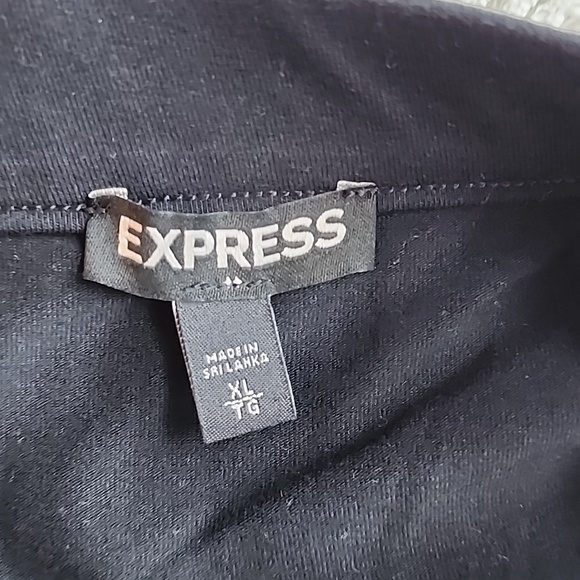 EXPRESS
MADE IN
SRI LANKA
XL
TG